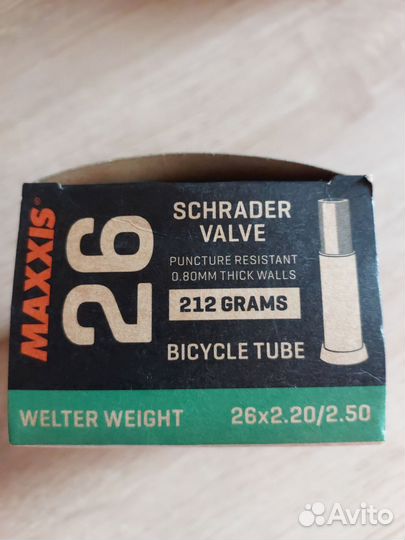 MAXXIS®
26
SCHRADER
VALVE
PUNCTURE RESISTANT
0.80MM THICK WALLS
212 GRAMS
BICYCLE TUBE
WELTER WEIGHT
26x2.20/2.50
Avito